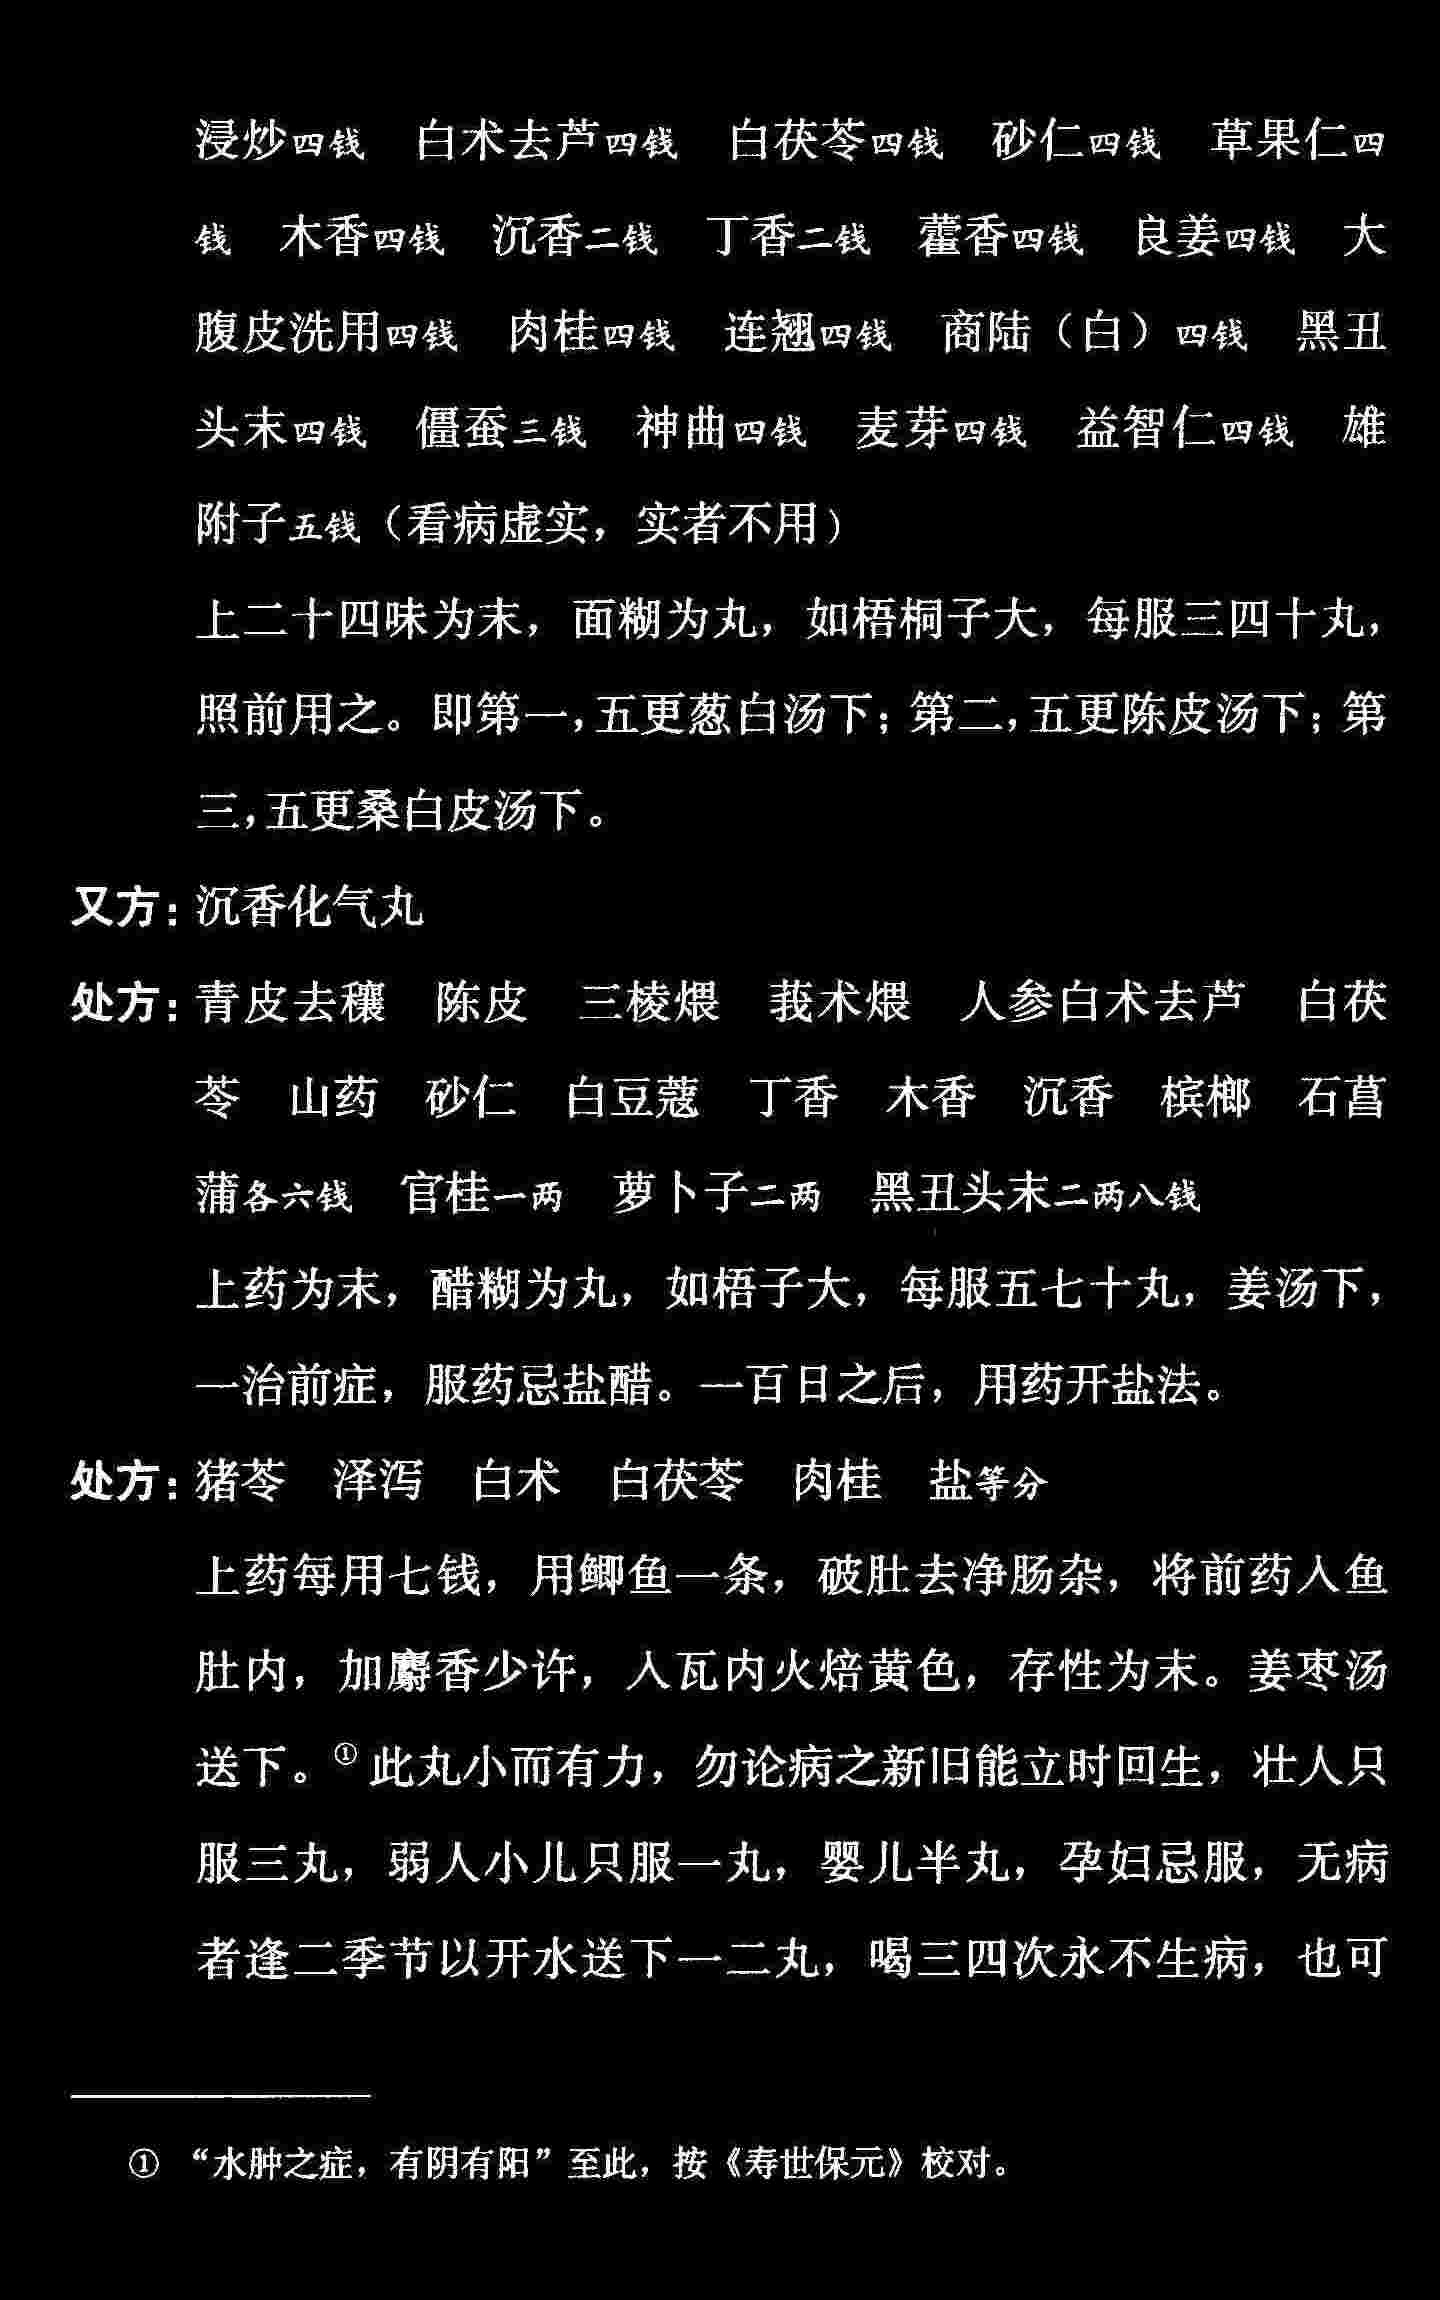 浸炒四钱　白术去芦四钱　白茯苓四钱　砂仁四钱　草果仁四
钱　木香四钱　沉香二钱　丁香二钱　藿香四钱　良姜四钱　大
腹皮洗用四钱　肉桂四钱　连翘四钱　商陆（白）四钱　黑丑
头末四钱　僵蚕三钱　神曲四钱　麦芽四钱　益智仁四钱　雄
附子五钱（看病虚实，实者不用）
上二十四味为末，面糊为丸，如梧桐子大，每服三四十丸，
照前用之。即第一，五更葱白汤下；第二，五更陈皮汤下；第
三，五更桑白皮汤下。
又方：沉香化气丸
处方：青皮去穰　陈皮　三棱煨　莪术煨　人参白术去芦　白茯
苓　山药　砂仁　白豆蔻　丁香　木香　沉香　槟榔　石菖
蒲各六钱　官桂一两　萝卜子二两　黑丑头末二两八钱
上药为末，醋糊为丸，如梧子大，每服五七十丸，姜汤下，
一治前症，服药忌盐醋。一百日之后，用药开盐法。
处方：猪苓　泽泻　白术　白茯苓　肉桂　盐等分
上药每用七钱，用鲫鱼一条，破肚去净肠杂，将前药入鱼
肚内，加麝香少许，入瓦内火焙黄色，存性为末。姜枣汤
送下。①此丸小而有力，勿论病之新旧能立时回生，壮人只
服三丸，弱人小儿只服一丸，婴儿半丸，孕妇忌服，无病
者逢二季节以开水送下一二丸，喝三四次永不生病，也可
①　“水肿之症，有阴有阳”至此，按《寿世保元》校对。